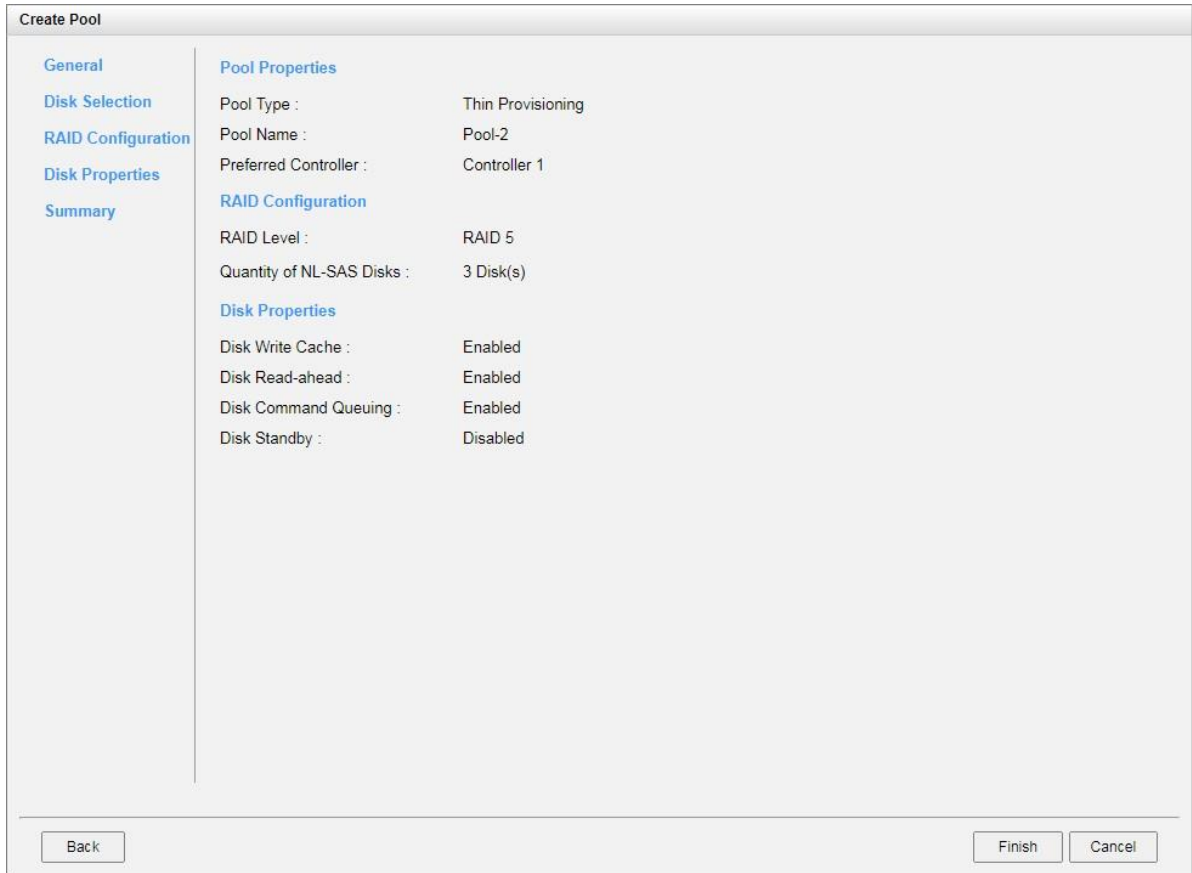 Create Pool
General
Disk Selection
RAID Configuration
Disk Properties
Summary
Pool Properties
Pool Type : Thin Provisioning
Pool Name : Pool-2
Preferred Controller : Controller 1
RAID Configuration
RAID Level : RAID 5
Quantity of NL-SAS Disks : 3 Disk(s)
Disk Properties
Disk Write Cache : Enabled
Disk Read-ahead : Enabled
Disk Command Queuing : Enabled
Disk Standby : Disabled
Back Finish Cancel